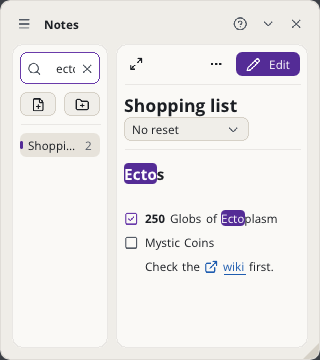 Notes
ecto
Edit
Shoppi... 2
Shopping list
No reset
Ectos
250 Globs of Ectoplasm
Mystic Coins
Check the wiki first.